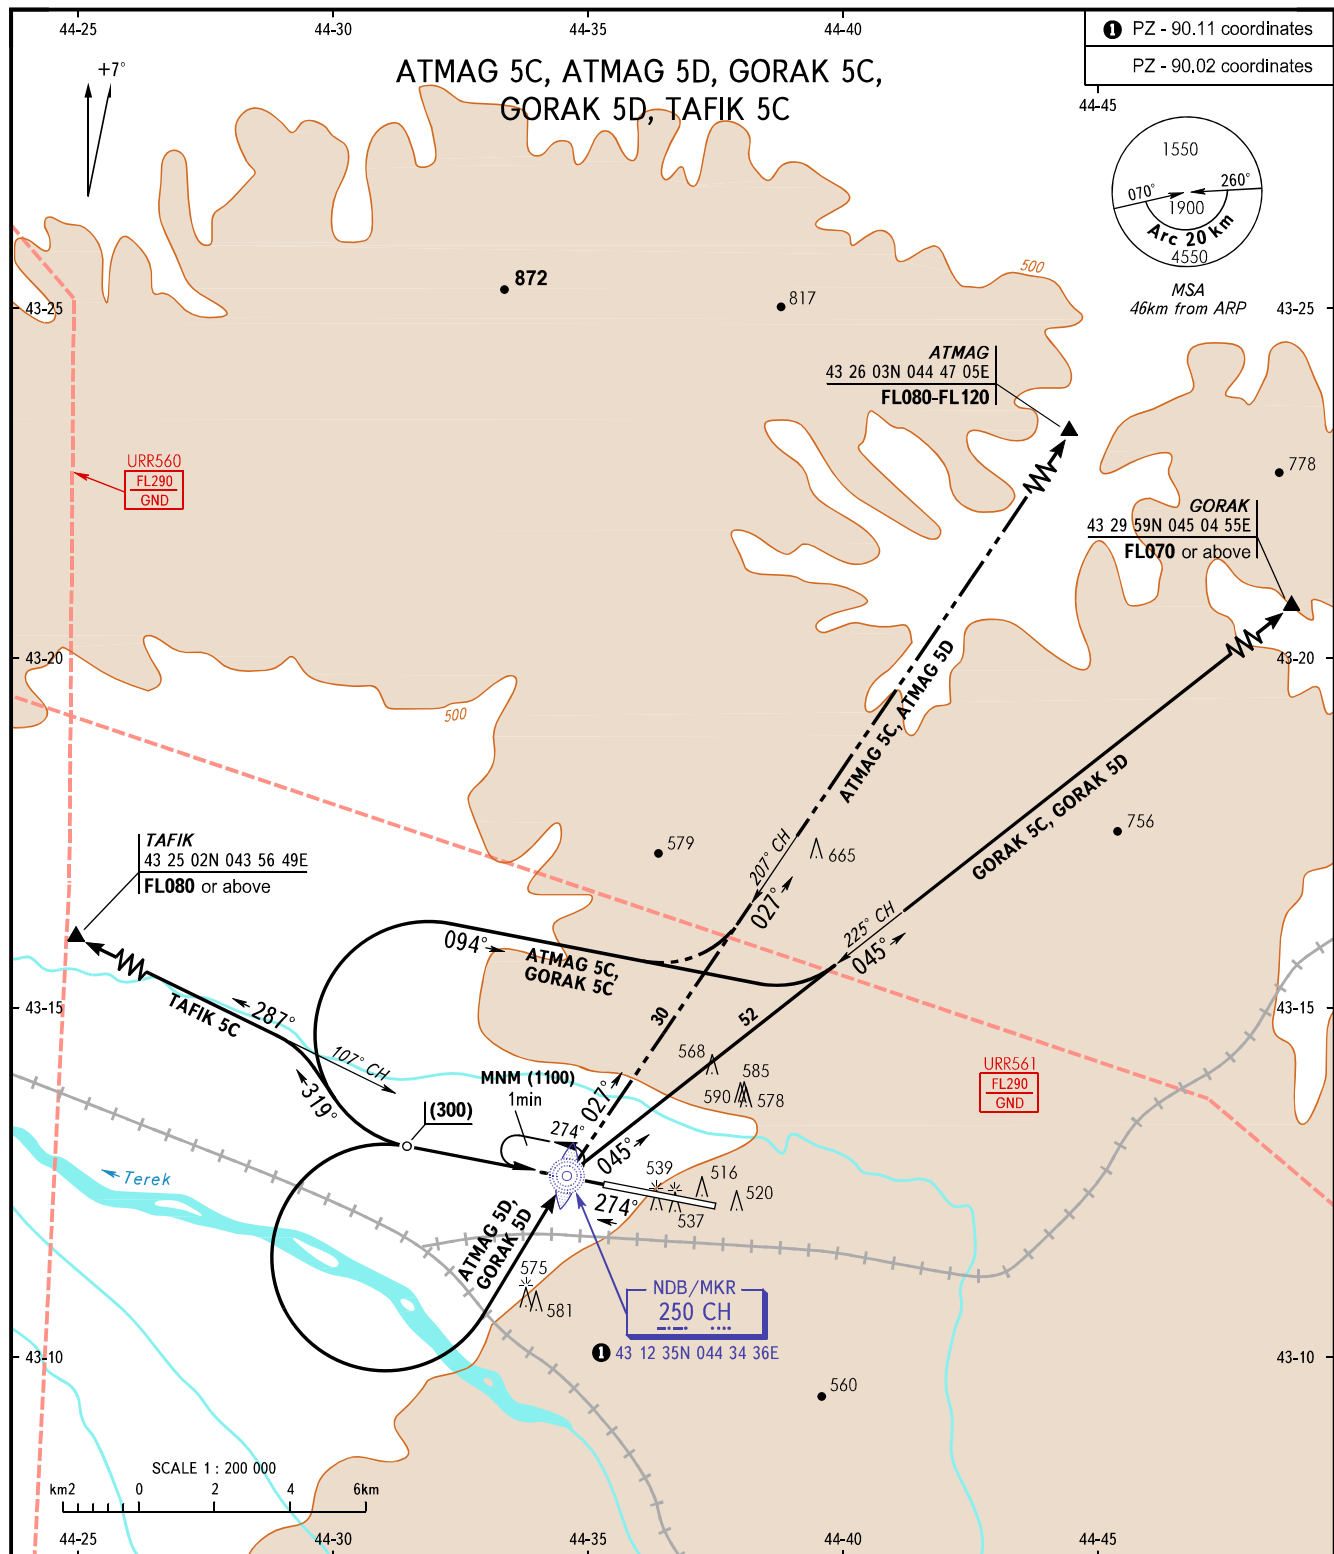 44-25
44-30
44-35
44-40
❶ PZ - 90.11 coordinates
PZ - 90.02 coordinates
44-45
+7°
ATMAG 5C, ATMAG 5D, GORAK 5C,
GORAK 5D, TAFIK 5C
1550
070°
260°
1900
Arc 20 km
4550
MSA
46km from ARP
500
872
817
43-25
43-25
ATMAG
43 26 03N 044 47 05E
FL080-FL120
URR560
FL290
GND
778
GORAK
43 29 59N 045 04 55E
FL070 or above
43-20
43-20
500
ATMAG 5C, ATMAG 5D
GORAK 5C, GORAK 5D
756
579
665
207° CH
027°
TAFIK
43 25 02N 043 56 49E
FL080 or above
225° CH
045°
094°
ATMAG 5C,
GORAK 5C
43-15
43-15
TAFIK 5C
287°
107° CH
30
52
319°
568
585
590
578
URR561
FL290
GND
MNM (1100)
1min
027°
(300)
274°
045°
539
516
520
537
274°
Terek
ATMAG 5D,
GORAK 5D
575
581
NDB/MKR
250 CH
❶ 43 12 35N 044 34 36E
43-10
43-10
560
SCALE 1 : 200 000
km2 0 2 4 6km
44-25
44-30
44-35
44-40
44-45